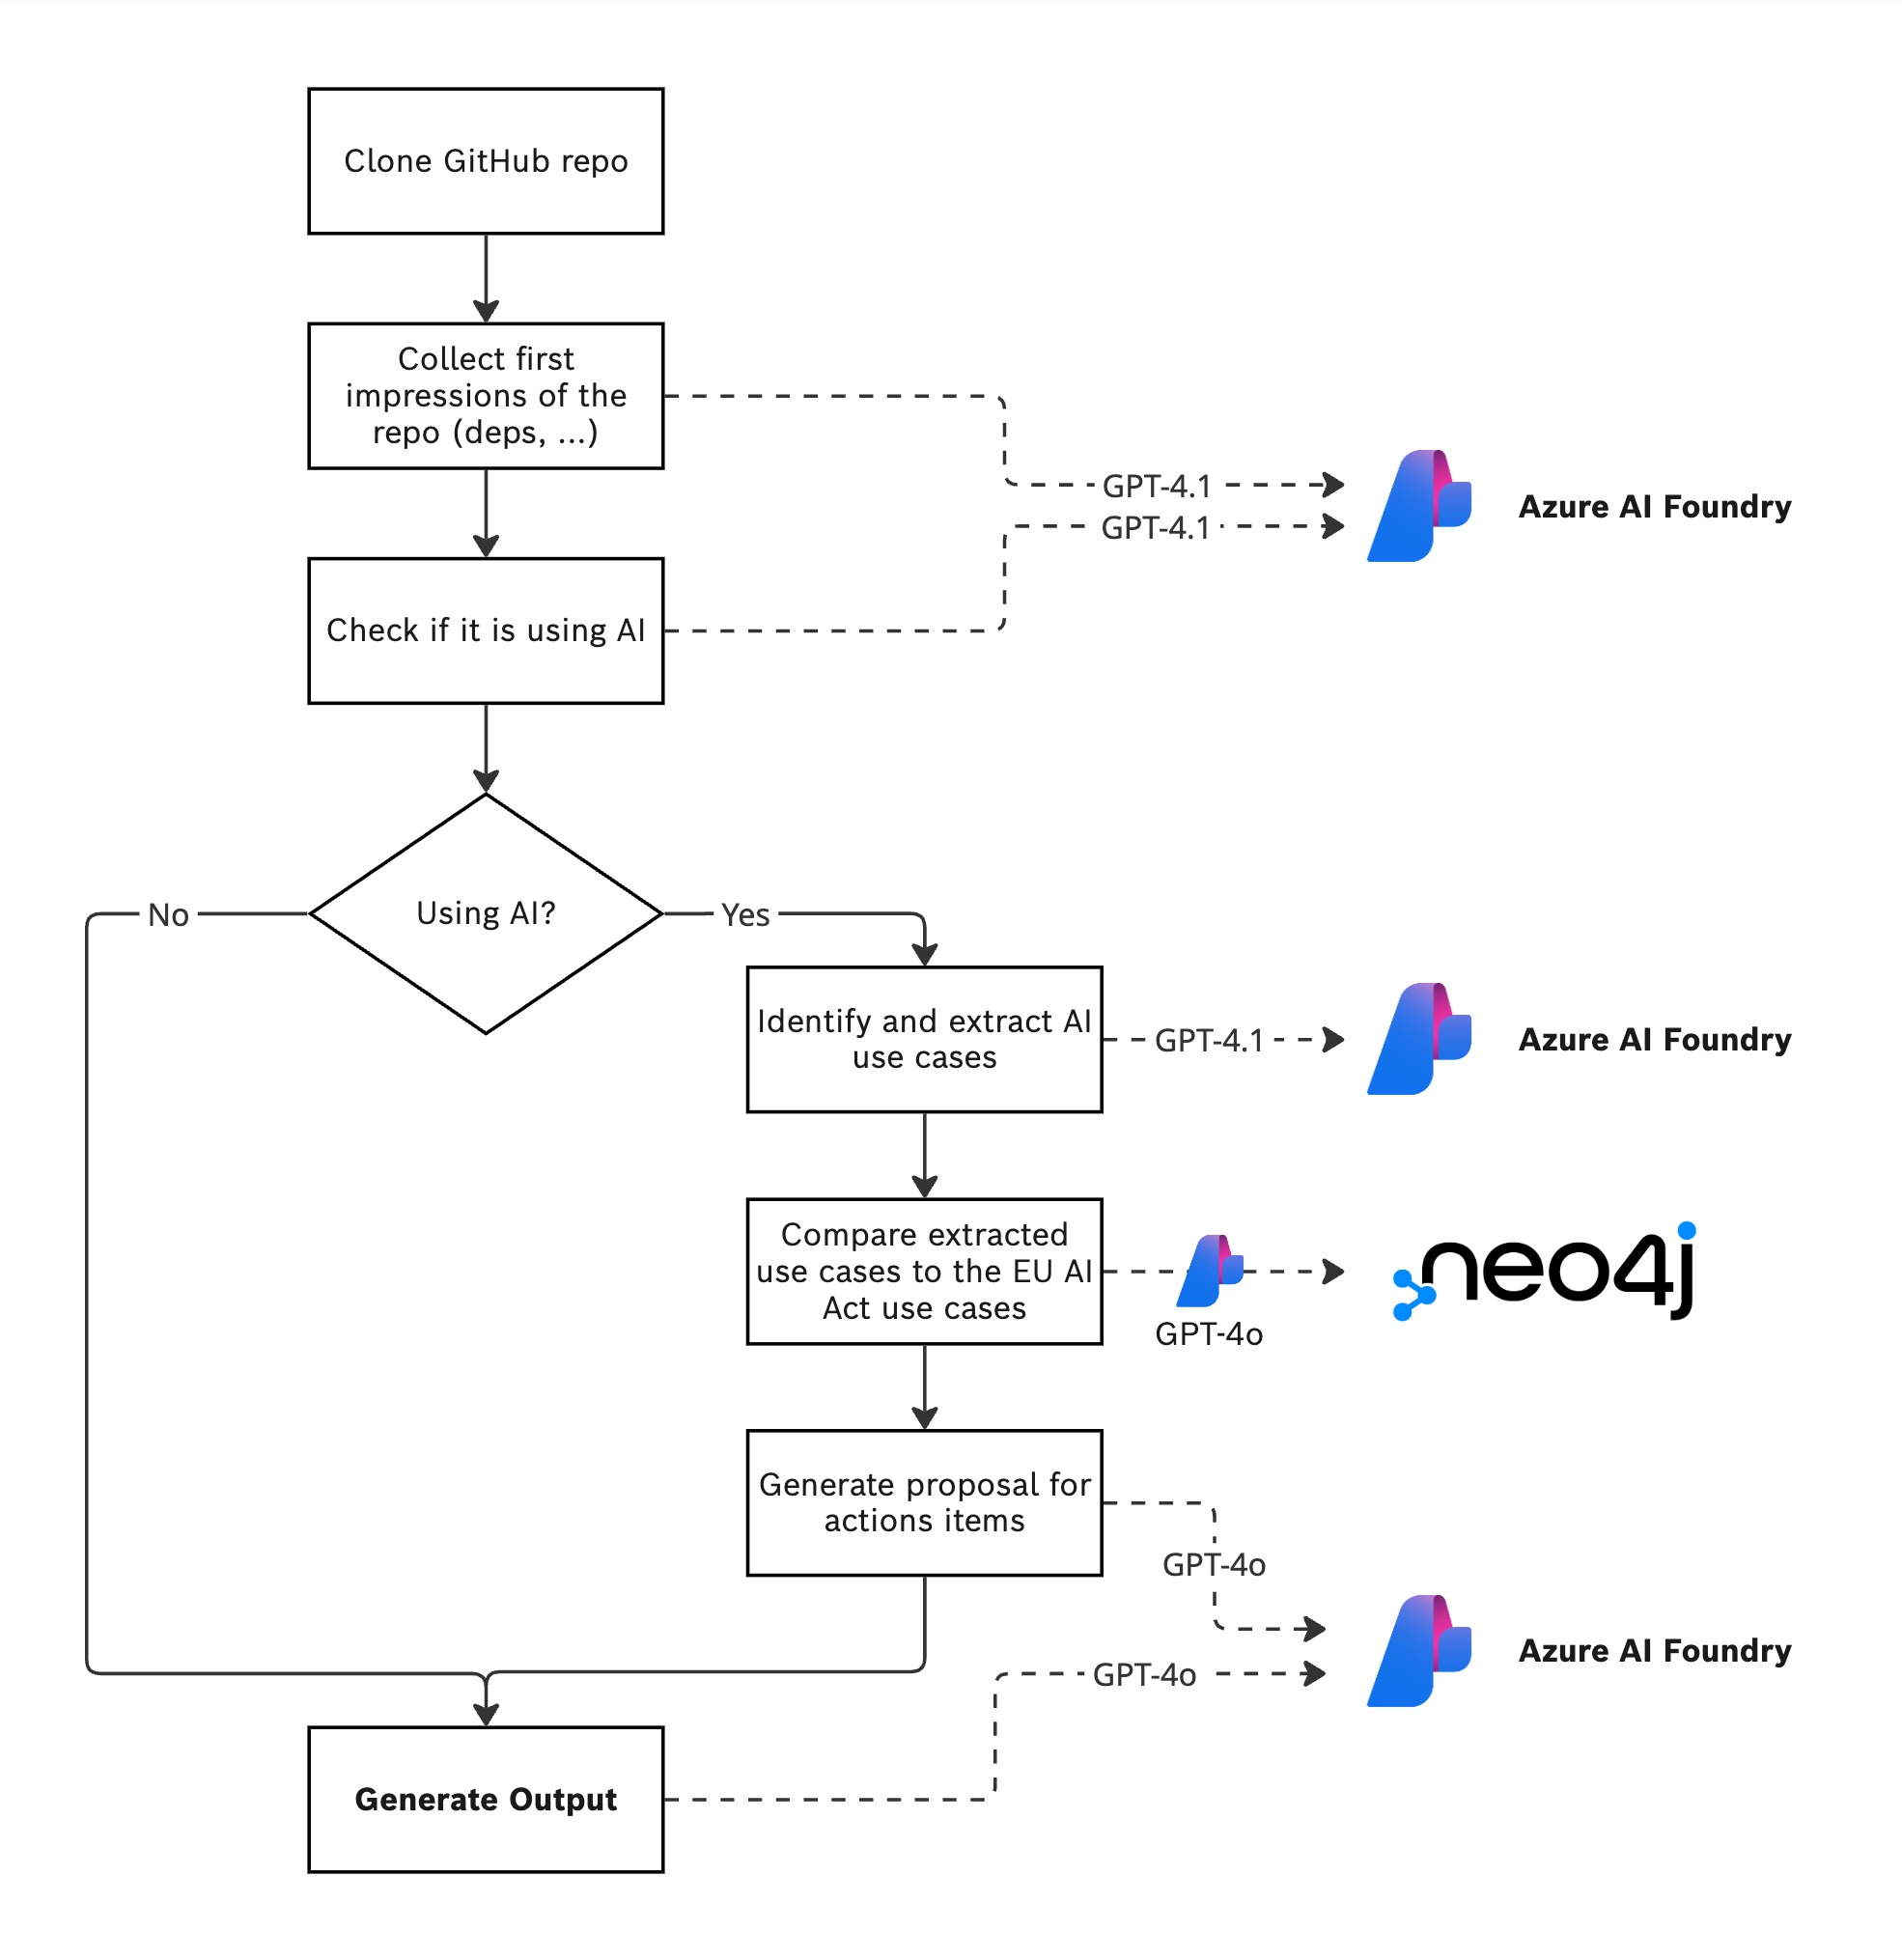 Clone GitHub repo
Collect first
impressions of the
repo (deps, ...)
GPT-4.1
GPT-4.1
Azure AI Foundry
Check if it is using AI
Using AI?
No
Yes
Identify and extract AI
use cases
GPT-4.1
Azure AI Foundry
Compare extracted
use cases to the EU AI
Act use cases
GPT-4o
neo4j
Generate proposal for
actions items
GPT-4o
GPT-4o
Azure AI Foundry
Generate Output